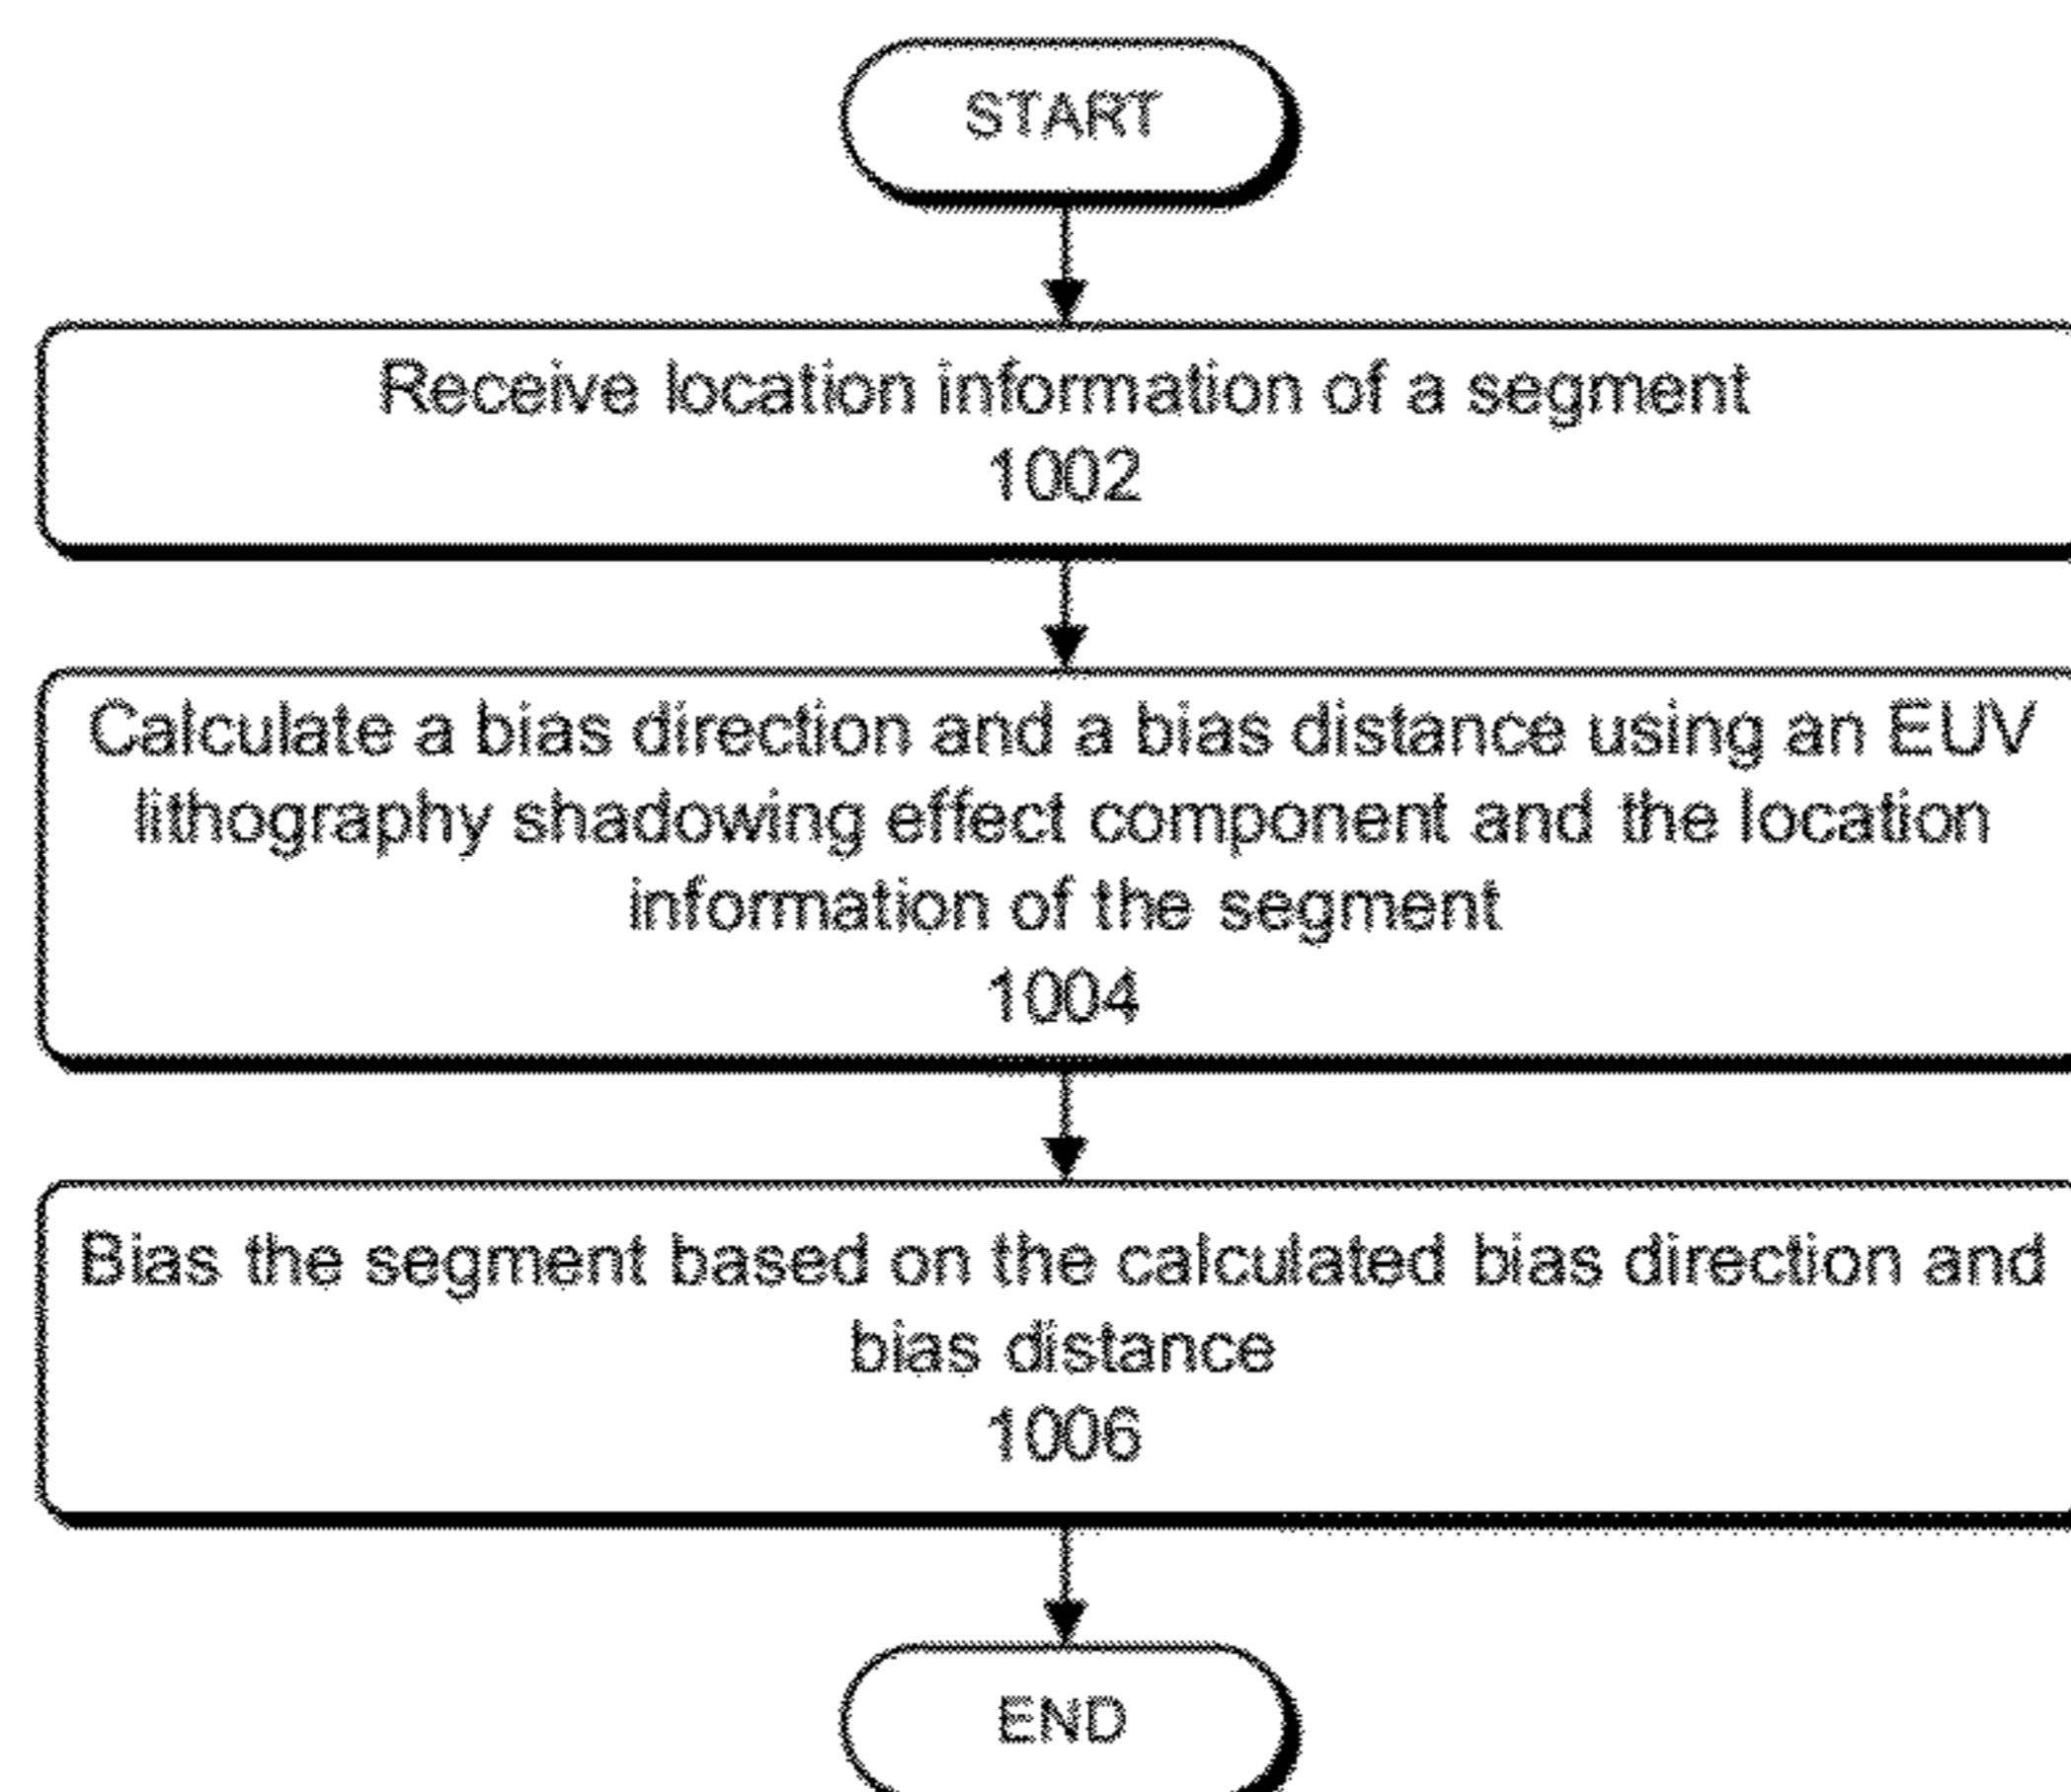 START
Receive location information of a segment
1002
Calculate a bias direction and a bias distance using an EUV
lithography shadowing effect component and the location
information of the segment
1004
Bias the segment based on the calculated bias direction and
bias distance
1006
END